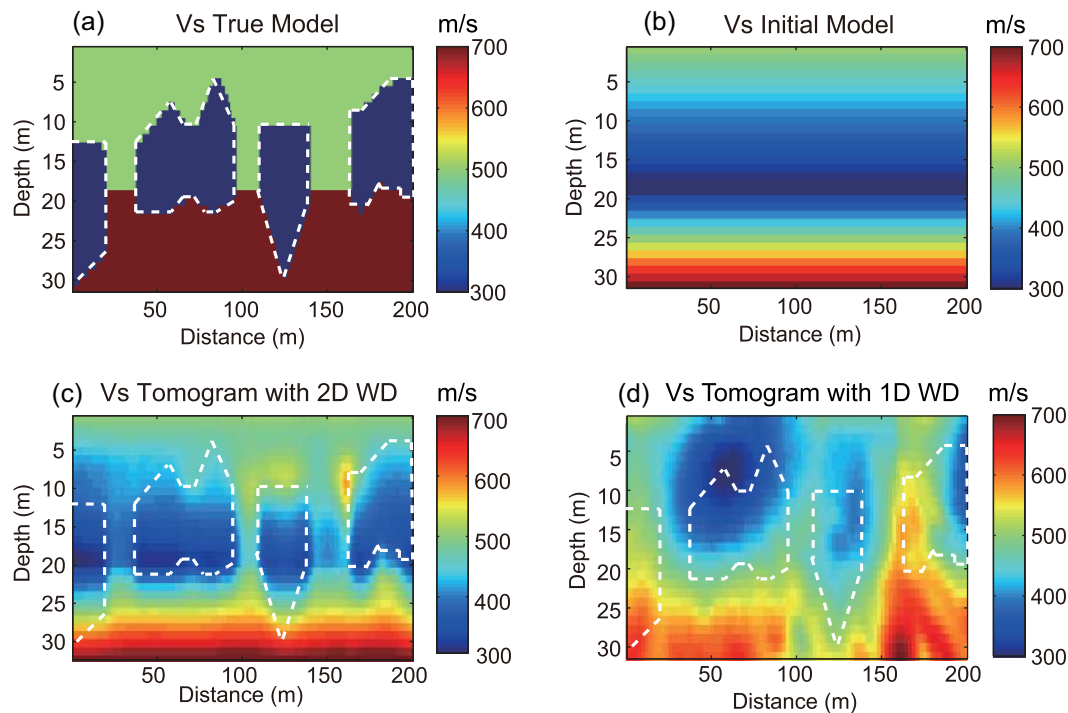 (a) Vs True Model m/s
700
600
500
400
300
5
10
15
20
25
30
Depth (m)
50 100 150 200
Distance (m)
(b) Vs Initial Model m/s
700
600
500
400
300
5
10
15
20
25
30
Depth (m)
50 100 150 200
Distance (m)
(c) Vs Tomogram with 2D WD m/s
700
600
500
400
300
5
10
15
20
25
30
Depth (m)
50 100 150 200
Distance (m)
(d) Vs Tomogram with 1D WD m/s
700
600
500
400
300
5
10
15
20
25
30
Depth (m)
50 100 150 200
Distance (m)